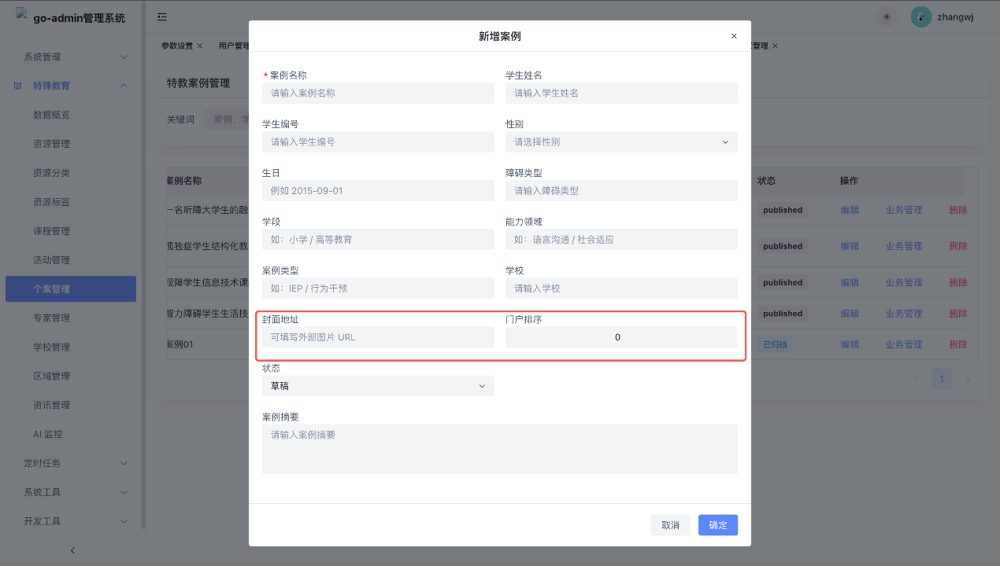 go-admin管理系统
zhangwj
系统管理
特殊教育
数据概览
资源管理
资源分类
资源标签
课程管理
活动管理
个案管理
专家管理
学校管理
区域管理
资讯管理
AI 监控
定时任务
系统工具
开发工具
参数设置
用户管理
管理
特教案例管理
关键词
案例、学
案例名称 状态 操作
一名听障大学生的融 published 编辑 业务管理 删除
孤独症学生结构化教 published 编辑 业务管理 删除
视障学生信息技术课 published 编辑 业务管理 删除
智力障碍学生生活技 published 编辑 业务管理 删除
案例01 已归档 编辑 业务管理 删除
1
新增案例
* 案例名称 学生姓名
请输入案例名称 请输入学生姓名
学生编号 性别
请输入学生编号 请选择性别
生日 障碍类型
例如 2015-09-01 请输入障碍类型
学段 能力领域
如：小学 / 高等教育 如：语言沟通 / 社会适应
案例类型 学校
如：IEP / 行为干预 请输入学校
封面地址 门户排序
可填写外部图片 URL 0
状态
草稿
案例摘要
请输入案例摘要
取消 确定